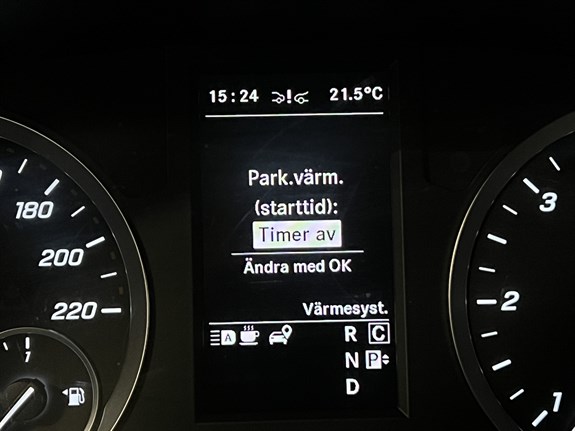 15:24 21.5°C
Park.värm.
(starttid):
Timer av
Ändra med OK
Värmesyst.
A R C
N P
D
180
200
220
1
3
2
1